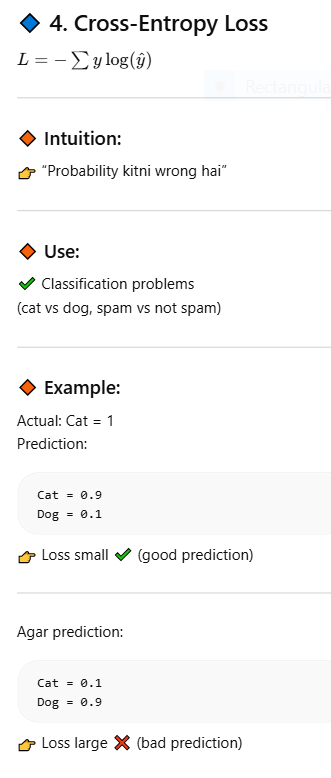 🔷 4. Cross-Entropy Loss
L = −∑ y log(ŷ)
🔶 Intuition:
👉 “Probability kitni wrong hai”
🔶 Use:
✔ Classification problems
(cat vs dog, spam vs not spam)
🔶 Example:
Actual: Cat = 1
Prediction:
Cat = 0.9
Dog = 0.1
👉 Loss small ✔ (good prediction)
Agar prediction:
Cat = 0.1
Dog = 0.9
👉 Loss large ❌ (bad prediction)